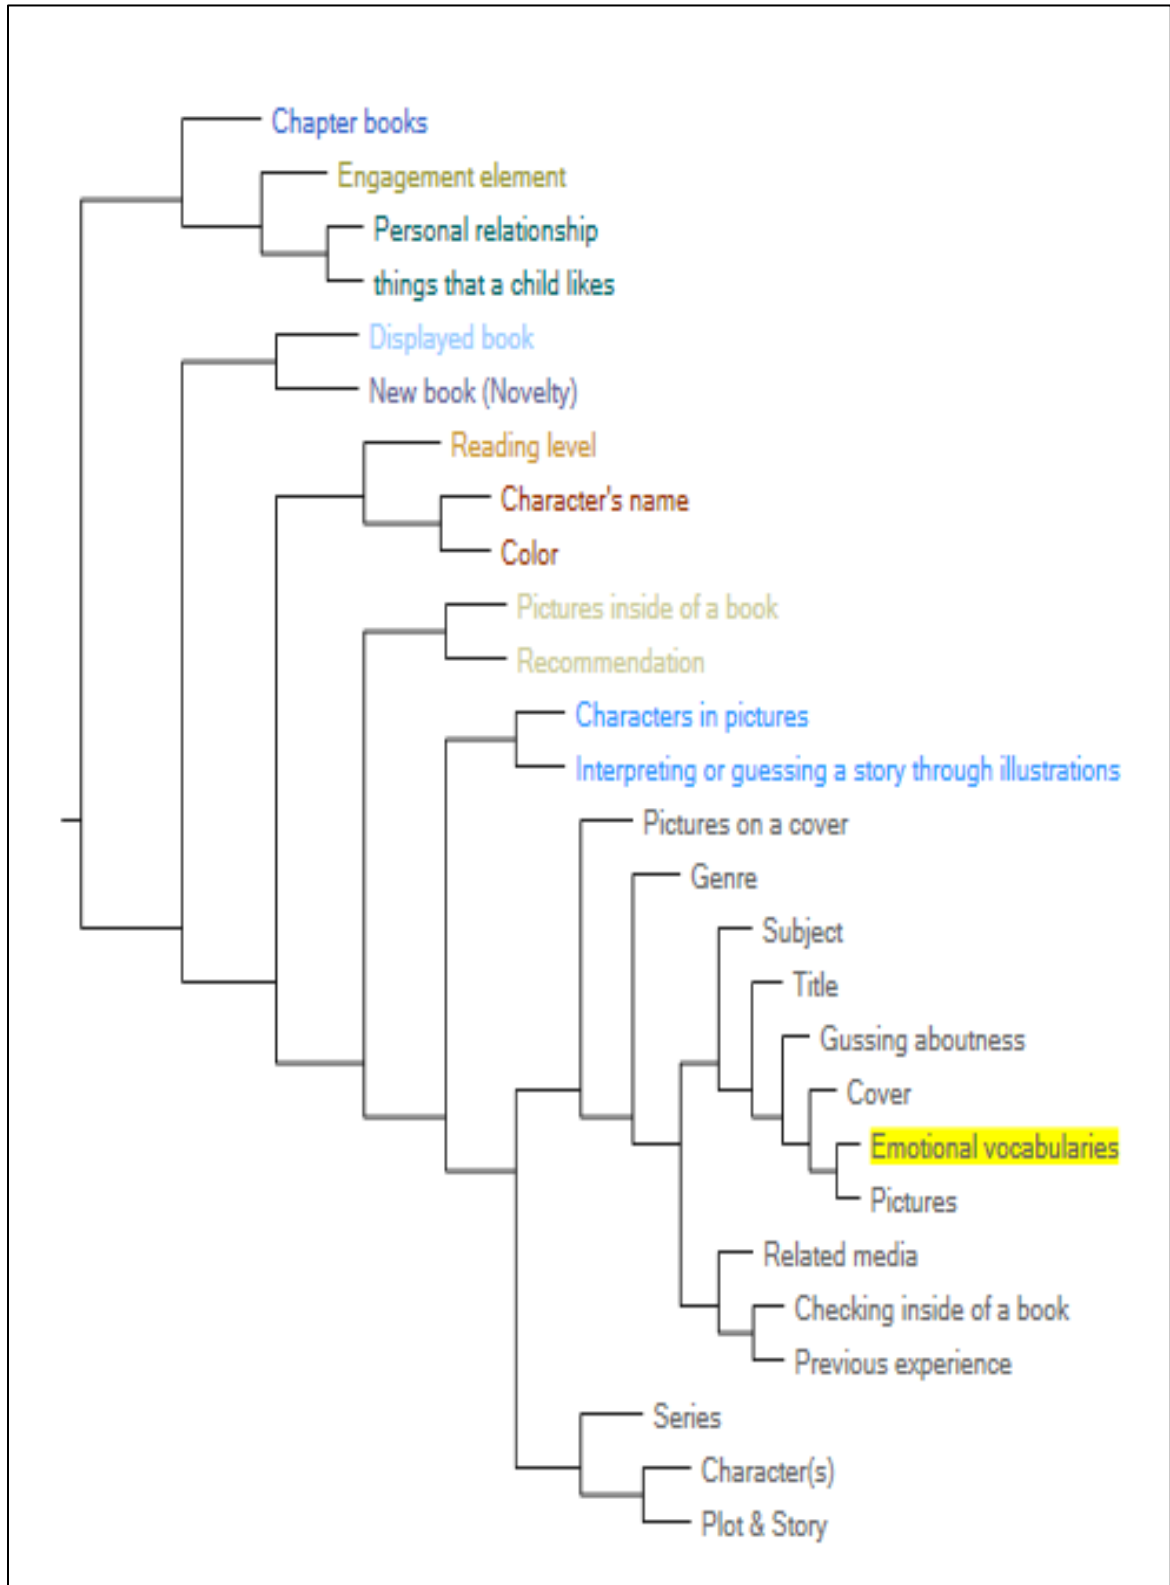 Chapter books
Engagement element
Personal relationship
things that a child likes
Displayed book
New book (Novelty)
Reading level
Character's name
Color
Pictures inside of a book
Recommendation
Characters in pictures
Interpreting or guessing a story through illustrations
Pictures on a cover
Genre
Subject
Title
Gussing aboutness
Cover
Emotional vocabularies
Pictures
Related media
Checking inside of a book
Previous experience
Series
Character(s)
Plot & Story